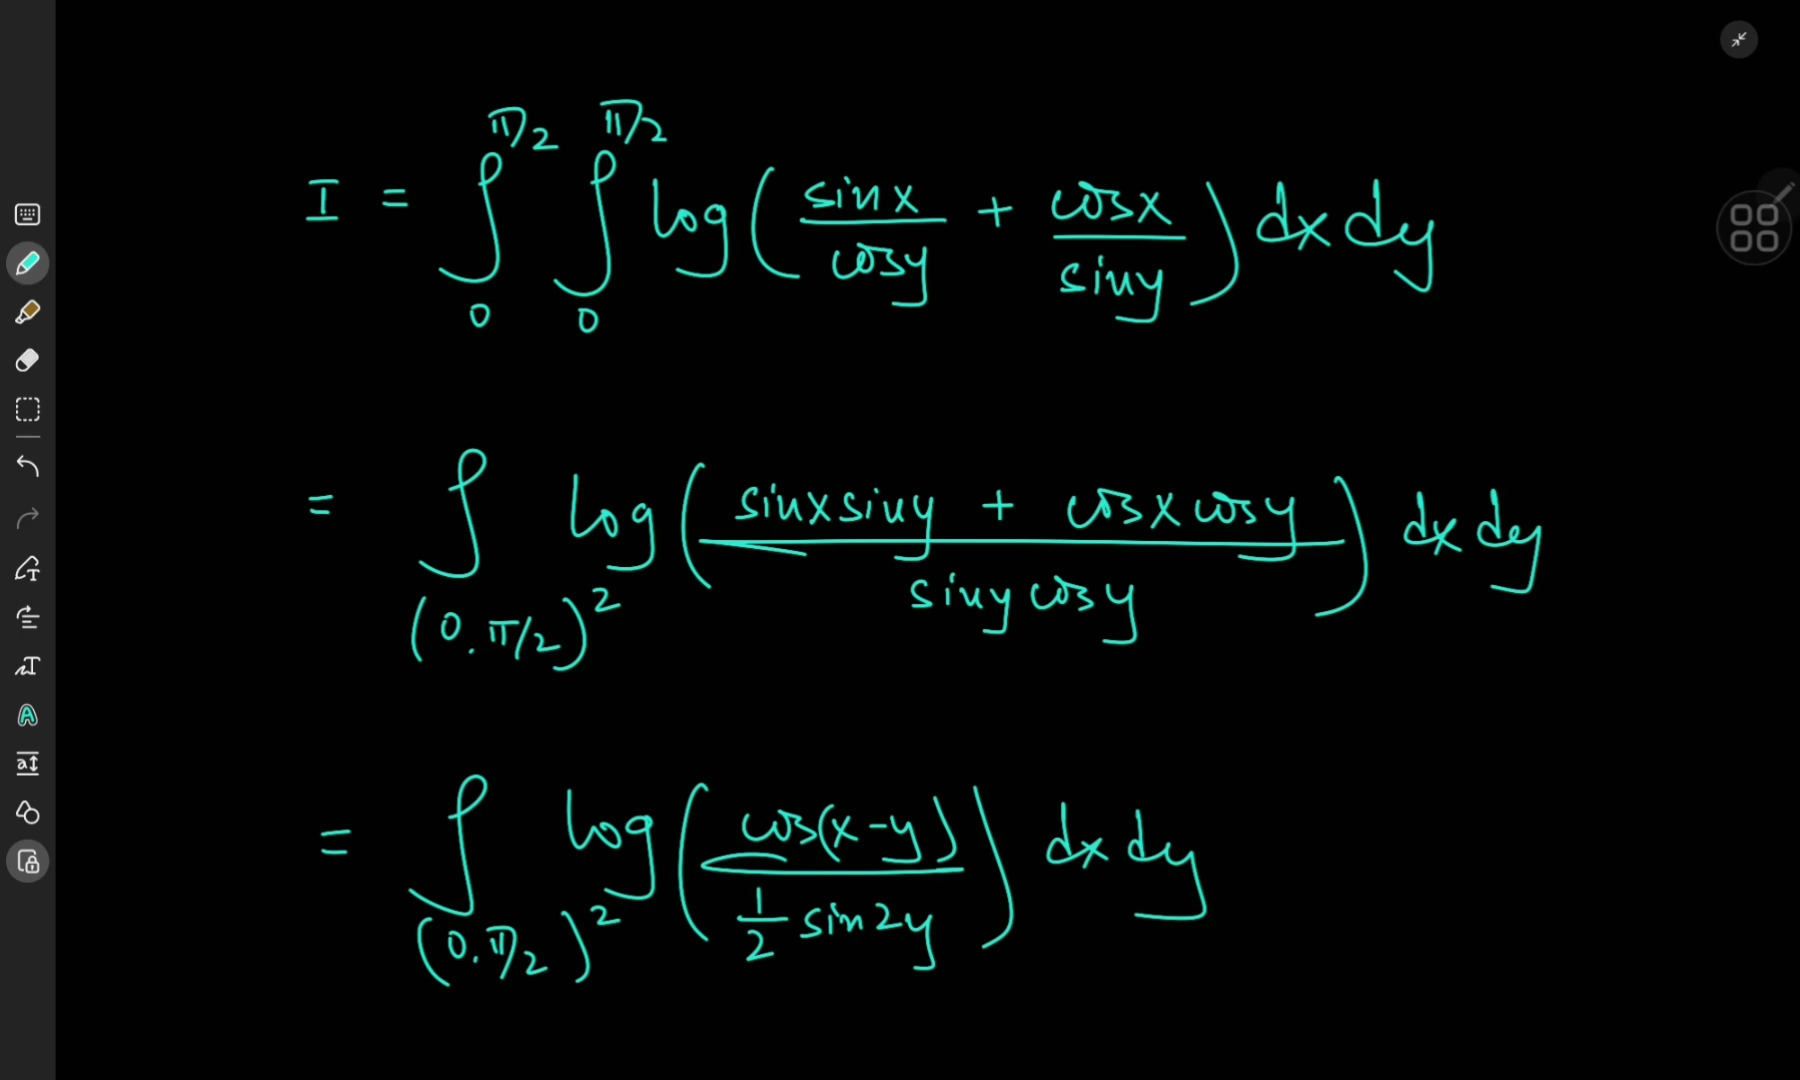 I = ∫₀^{π/2} ∫₀^{π/2} log( sinx/cosy + cosx/siny ) dx dy
= ∫_{(0.π/2)²} log( (sinx siny + cosx cosy)/(siny cosy) ) dx dy
= ∫_{(0.π/2)²} log( cos(x-y)/(1/2 sin2y) ) dx dy